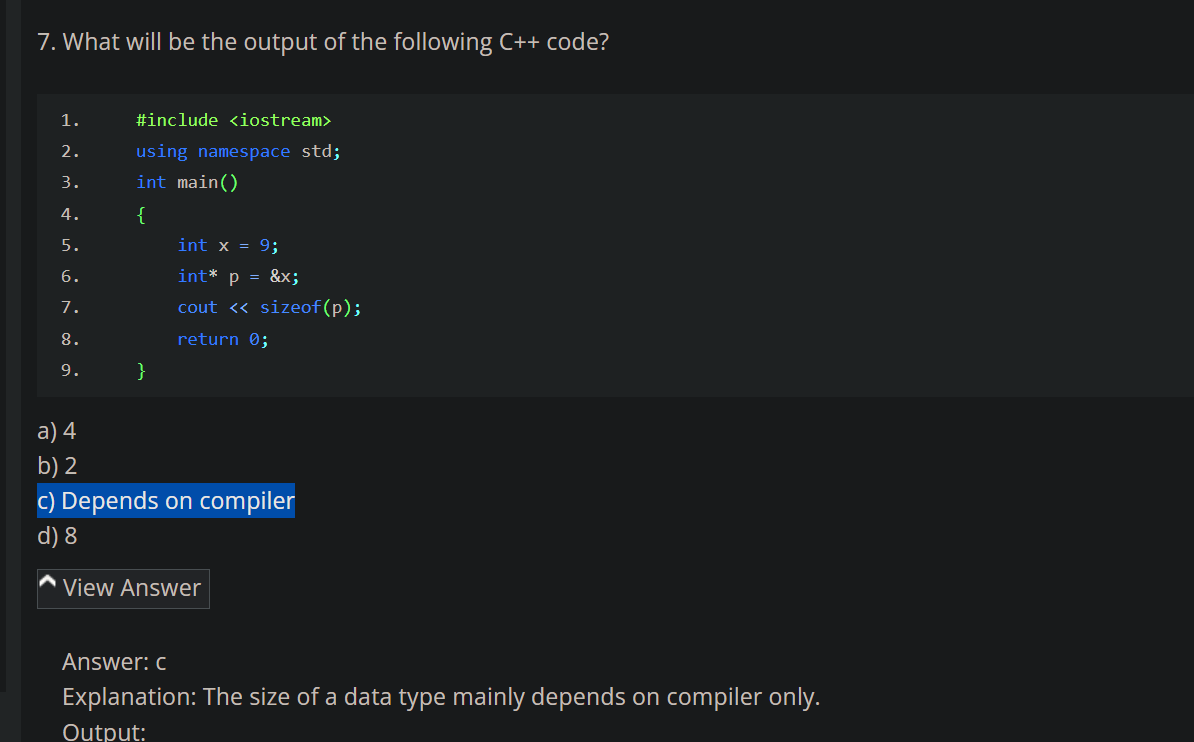 7. What will be the output of the following C++ code?
1. #include <iostream>
2. using namespace std;
3. int main()
4. {
5. int x = 9;
6. int* p = &x;
7. cout << sizeof(p);
8. return 0;
9. }
a) 4
b) 2
c) Depends on compiler
d) 8
View Answer
Answer: c
Explanation: The size of a data type mainly depends on compiler only.
Output: